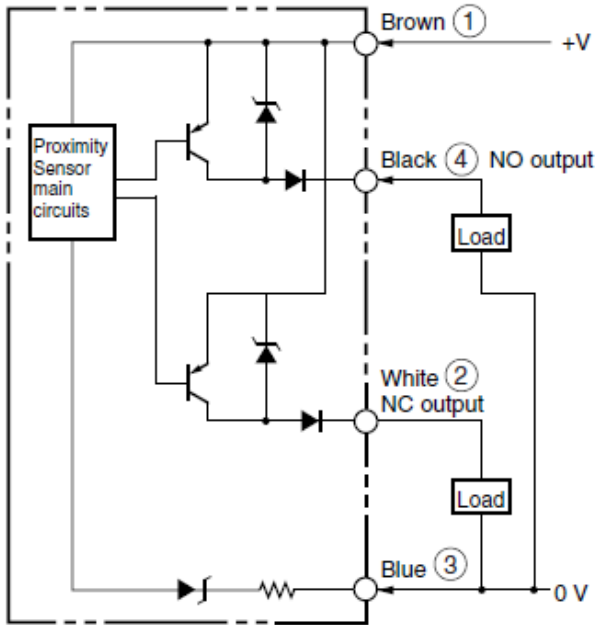 Brown ①
+V
Proximity
Sensor
main
circuits
Black ④ NO output
Load
White ②
NC output
Load
Blue ③
0 V